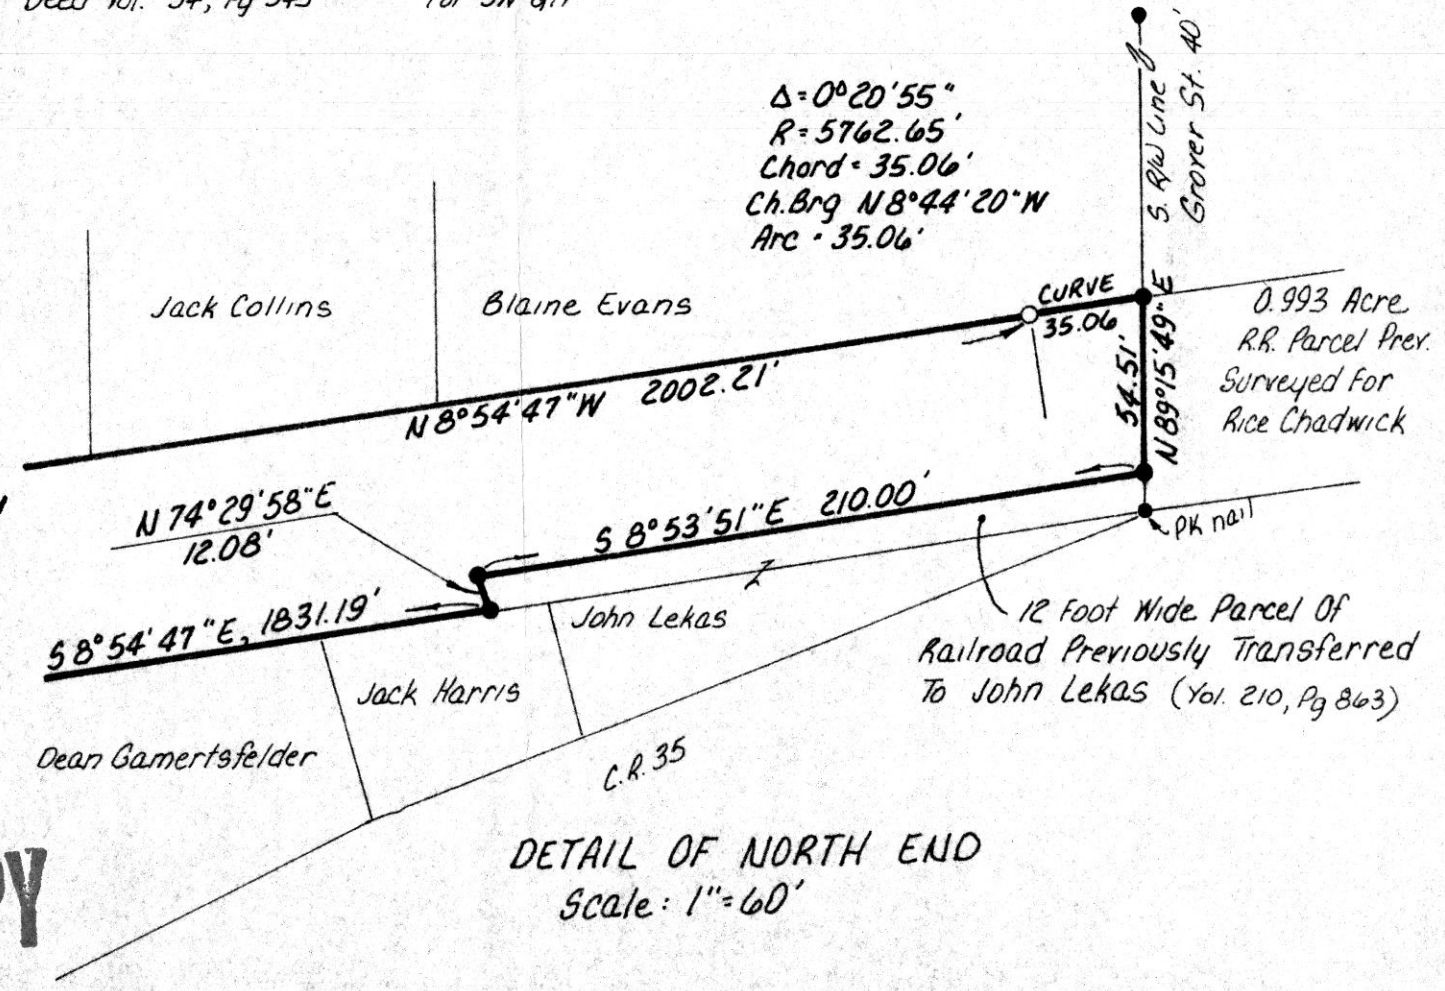 Δ=0°20'55"
R=5762.65'
Chord = 35.06'
Ch.Brg N8°44'20"W
Arc = 35.06'
S. R/W Line
Grover St. 40'
Jack Collins
Blaine Evans
CURVE
35.06
0.993 Acre
R.R. Parcel Prev.
Surveyed For
Rice Chadwick
N 8°54'47"W 2002.21'
54.51'
N89°15'49"E
N 74°29'58"E
12.08'
S 8°53'51"E 210.00'
PK nail
S 8°54'47"E, 1831.19'
John Lekas
12 Foot Wide Parcel Of
Railroad Previously Transferred
To John Lekas (Vol. 210, Pg 863)
Jack Harris
Dean Gamertsfelder
C.R. 35
DETAIL OF NORTH END
Scale: 1"=60'